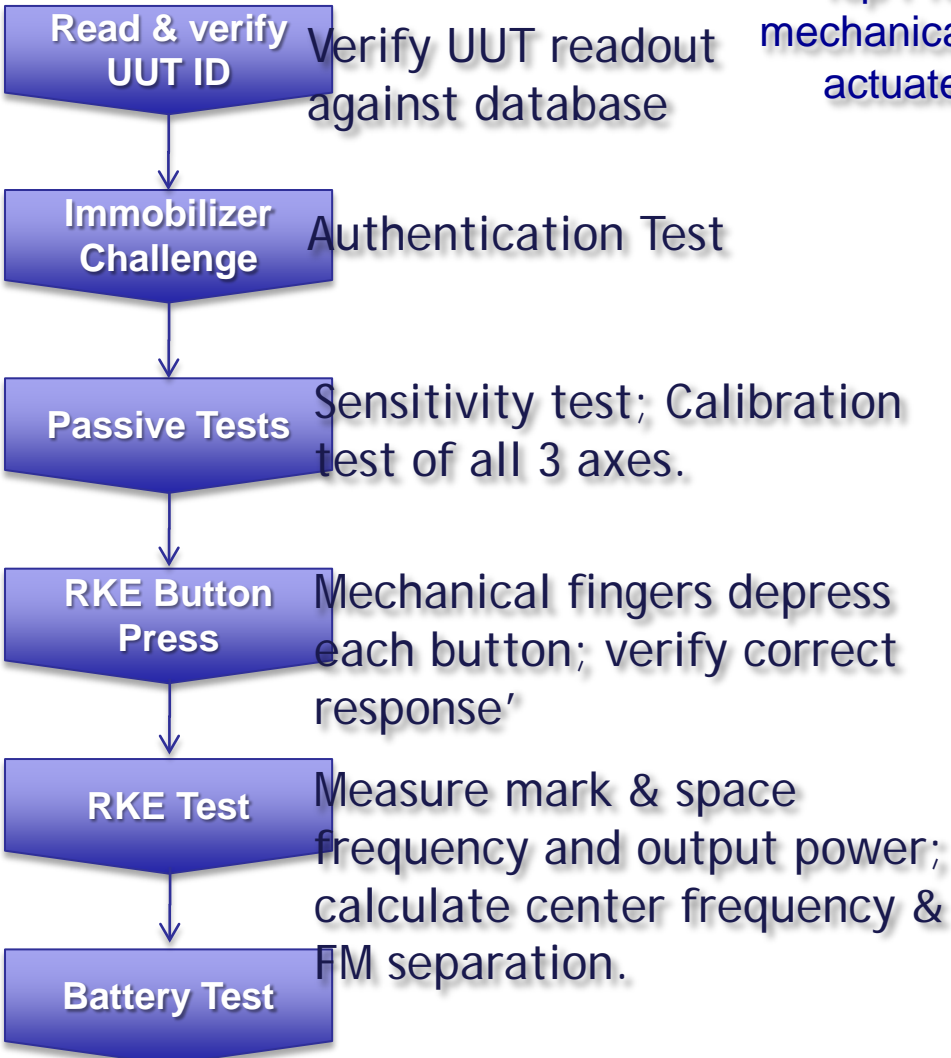 Read & verify
UUT ID
Verify UUT readout
against database
Immobilizer
Challenge
Authentication Test
Passive Tests
Sensitivity test; Calibration
test of all 3 axes.
RKE Button
Press
Mechanical fingers depress
each button; verify correct
response’
RKE Test
Measure mark & space
frequency and output power;
calculate center frequency &
FM separation.
Battery Test